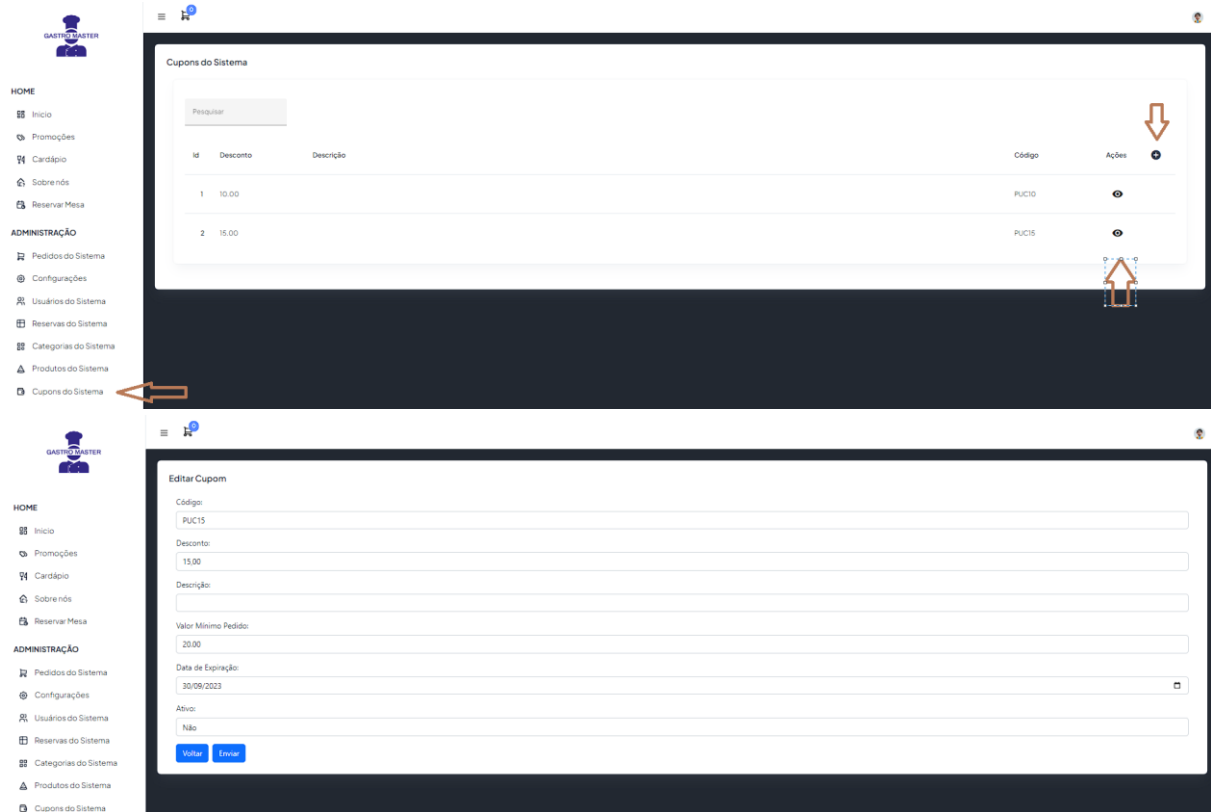 GASTRO MASTER
HOME
Inicio
Promoções
Cardápio
Sobre nós
Reservar Mesa
ADMINISTRAÇÃO
Pedidos do Sistema
Configurações
Usuários do Sistema
Reservas do Sistema
Categorias do Sistema
Produtos do Sistema
Cupons do Sistema
0
Cupons do Sistema
Pesquisar
Id Desconto Descrição Código Ações
1 10.00 PUC10
2 15.00 PUC15
GASTRO MASTER
HOME
Inicio
Promoções
Cardápio
Sobre nós
Reservar Mesa
ADMINISTRAÇÃO
Pedidos do Sistema
Configurações
Usuários do Sistema
Reservas do Sistema
Categorias do Sistema
Produtos do Sistema
Cupons do Sistema
0
Editar Cupom
Código:
PUC15
Desconto:
15,00
Descrição:
Valor Mínimo Pedido:
20.00
Data de Expiração:
30/09/2023
Ativo:
Não
Voltar Enviar